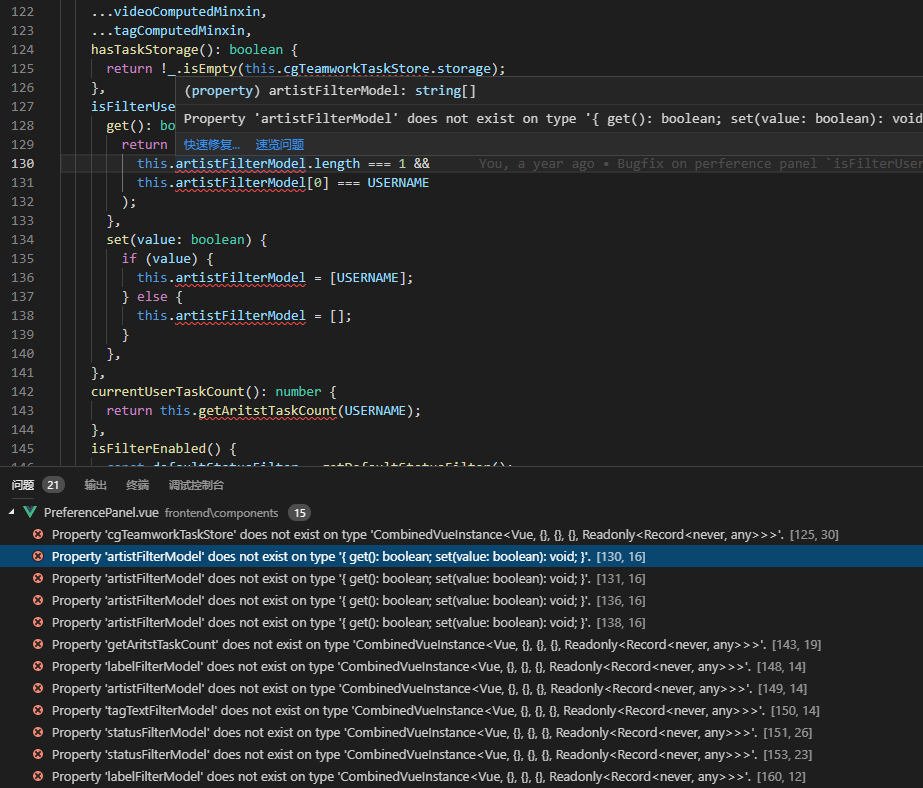 122 ...videoComputedMinxin,
123 ...tagComputedMinxin,
124 hasTaskStorage(): boolean {
125 return !_.isEmpty(this.cgTeamworkTaskStore.storage);
(property) artistFilterModel: string[]
126 },
127 isFilterUse
Property 'artistFilterModel' does not exist on type '{ get(): boolean; set(value: boolean): void
128 get(): bo
129 return
快速修复... 速览问题
130 this.artistFilterModel.length === 1 && You, a year ago • Bugfix on perference panel `isFilterUser
131 this.artistFilterModel[0] === USERNAME
132 );
133 },
134 set(value: boolean) {
135 if (value) {
136 this.artistFilterModel = [USERNAME];
137 } else {
138 this.artistFilterModel = [];
139 }
140 },
141 },
142 currentUserTaskCount(): number {
143 return this.getAritstTaskCount(USERNAME);
144 },
145 isFilterEnabled() {
146 const defaultStatusFilter = getDefaultStatusFilter();
问题 21 输出 终端 调试控制台
PreferencePanel.vue frontend\components 15
Property 'cgTeamworkTaskStore' does not exist on type 'CombinedVueInstance<Vue, {}, {}, {}, Readonly<Record<never, any>>>'. [125, 30]
Property 'artistFilterModel' does not exist on type '{ get(): boolean; set(value: boolean): void; }'. [130, 16]
Property 'artistFilterModel' does not exist on type '{ get(): boolean; set(value: boolean): void; }'. [131, 16]
Property 'artistFilterModel' does not exist on type '{ get(): boolean; set(value: boolean): void; }'. [136, 16]
Property 'artistFilterModel' does not exist on type '{ get(): boolean; set(value: boolean): void; }'. [138, 16]
Property 'getAritstTaskCount' does not exist on type 'CombinedVueInstance<Vue, {}, {}, {}, Readonly<Record<never, any>>>'. [143, 19]
Property 'labelFilterModel' does not exist on type 'CombinedVueInstance<Vue, {}, {}, {}, Readonly<Record<never, any>>>'. [148, 14]
Property 'artistFilterModel' does not exist on type 'CombinedVueInstance<Vue, {}, {}, {}, Readonly<Record<never, any>>>'. [149, 14]
Property 'tagTextFilterModel' does not exist on type 'CombinedVueInstance<Vue, {}, {}, {}, Readonly<Record<never, any>>>'. [150, 14]
Property 'statusFilterModel' does not exist on type 'CombinedVueInstance<Vue, {}, {}, {}, Readonly<Record<never, any>>>'. [151, 26]
Property 'statusFilterModel' does not exist on type 'CombinedVueInstance<Vue, {}, {}, {}, Readonly<Record<never, any>>>'. [153, 23]
Property 'labelFilterModel' does not exist on type 'CombinedVueInstance<Vue, {}, {}, {}, Readonly<Record<never, any>>>'. [160, 12]